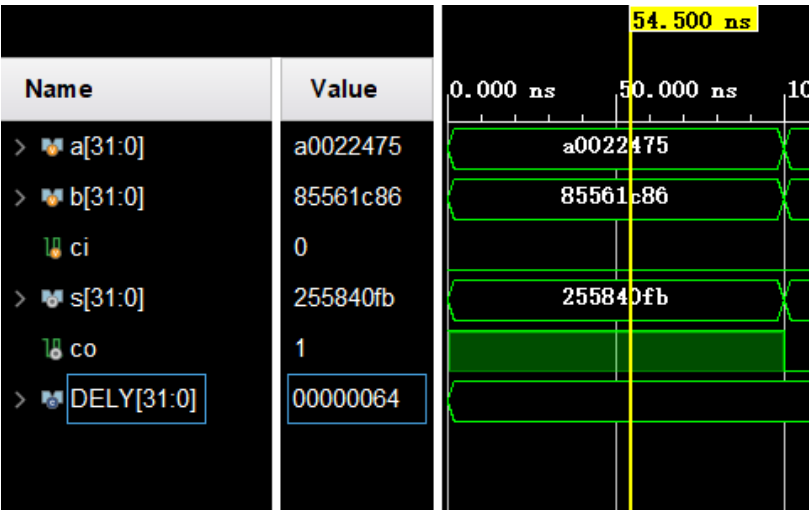 54.500 ns
Name Value 0.000 ns 50.000 ns 10
a[31:0] a0022475 a0022475
b[31:0] 85561c86 85561c86
ci 0
s[31:0] 255840fb 255840fb
co 1
DELY[31:0] 00000064